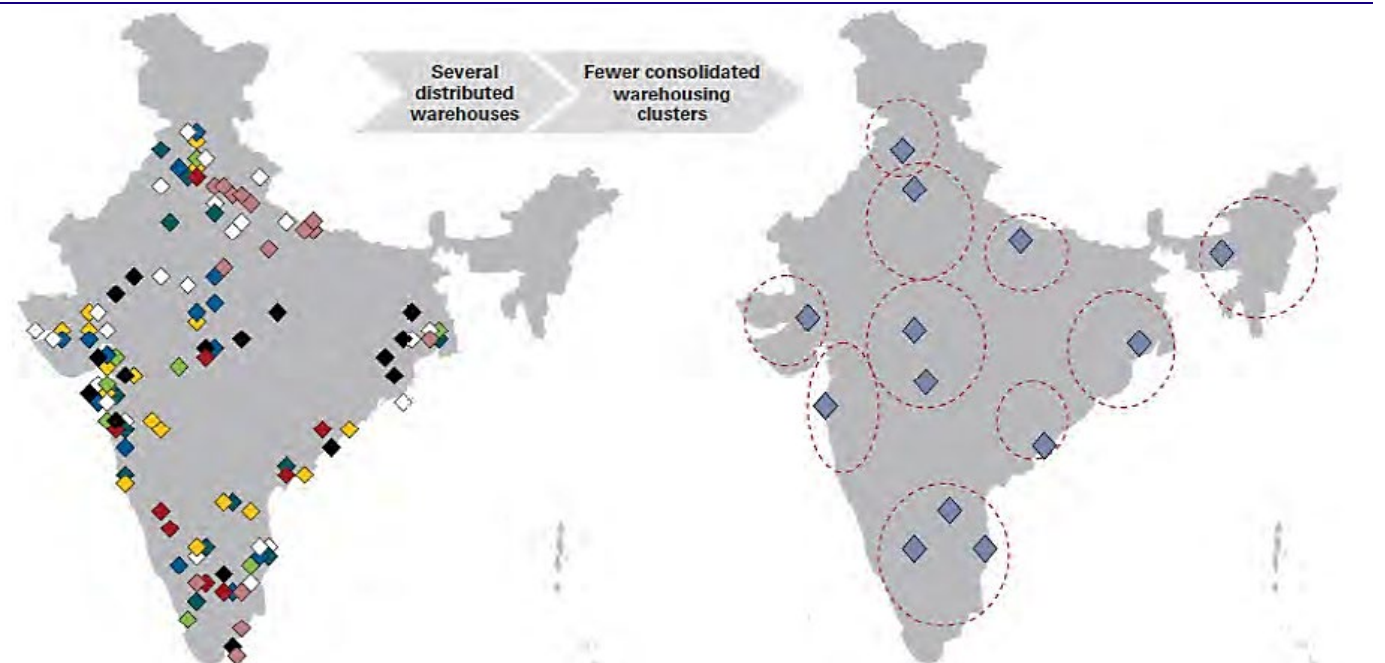 Several
distributed
warehouses
Fewer consolidated
warehousing
clusters